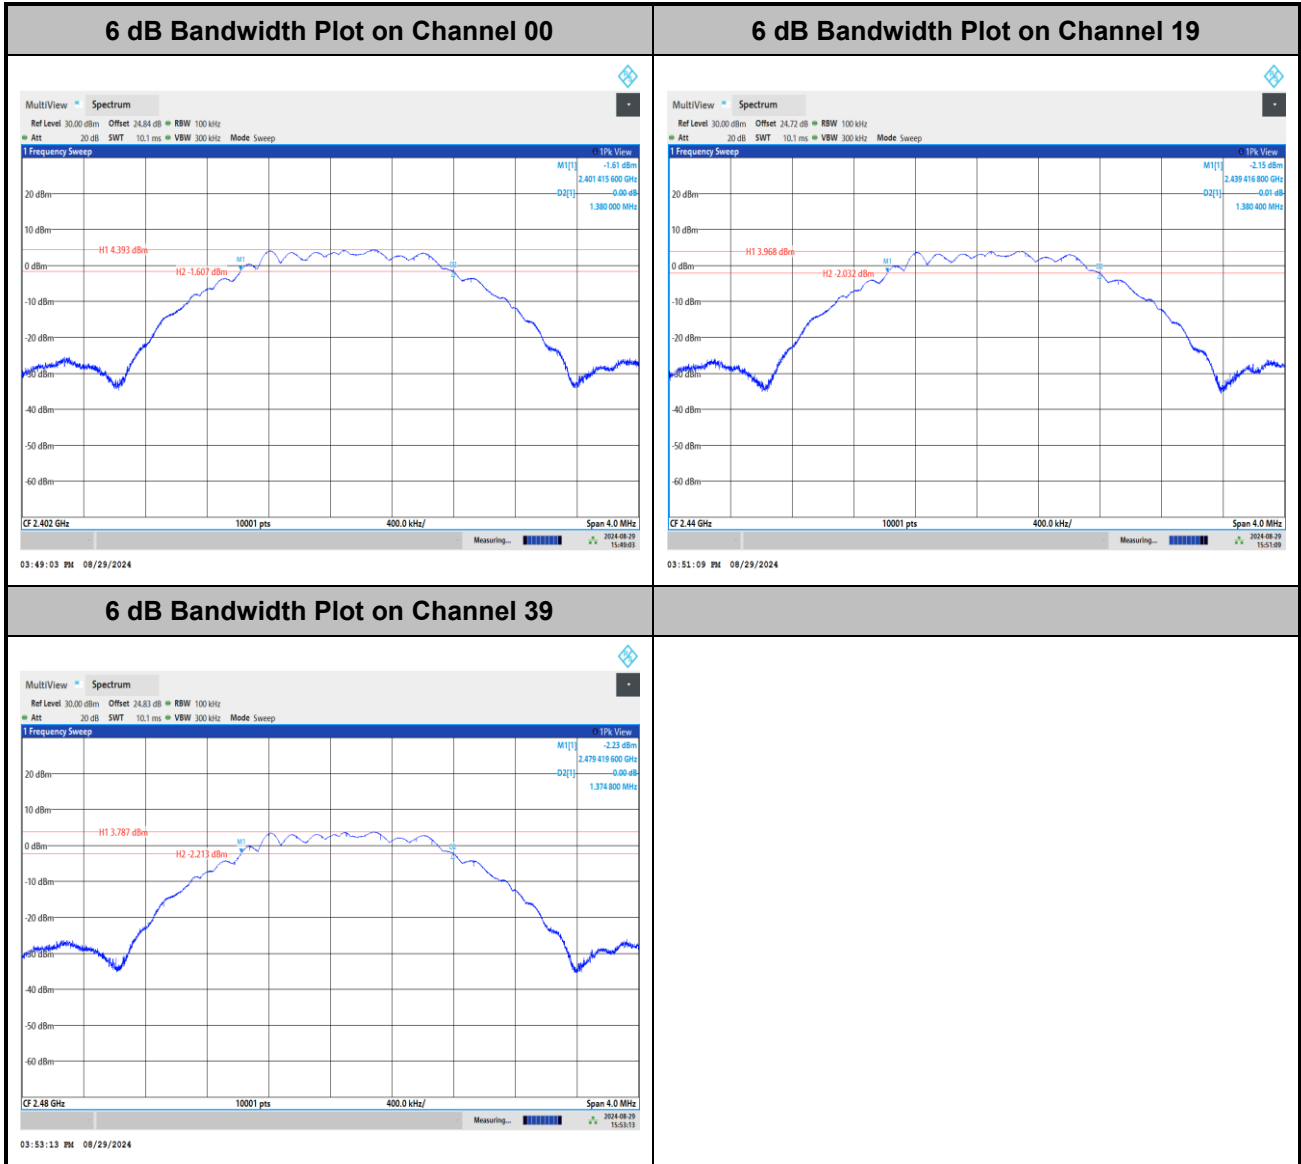 6 dB Bandwidth Plot on Channel 00
6 dB Bandwidth Plot on Channel 19
MultiView Spectrum
Ref Level 30.00 dBm Offset 24.84 dB RBW 100 kHz
Att 20 dB SWT 10.1 ms VBW 300 kHz Mode Sweep
1 Frequency Sweep 1Pk View
M1[1] -1.61 dBm
2.401 415 600 GHz
D2[1] 0.00 dB
1.380 000 MHz
20 dBm
10 dBm
H1 4.393 dBm
M1
D2
0 dBm
H2 -1.607 dBm
-10 dBm
-20 dBm
-30 dBm
-40 dBm
-50 dBm
-60 dBm
CF 2.402 GHz 10001 pts 400.0 kHz/ Span 4.0 MHz
Measuring... 2024-08-29
15:49:03
03:49:03 PM 08/29/2024
MultiView Spectrum
Ref Level 30.00 dBm Offset 24.72 dB RBW 100 kHz
Att 20 dB SWT 10.1 ms VBW 300 kHz Mode Sweep
1 Frequency Sweep 1Pk View
M1[1] -2.15 dBm
2.439 416 800 GHz
D2[1] -0.01 dB
1.380 400 MHz
20 dBm
10 dBm
H1 3.968 dBm
M1
D2
0 dBm
H2 -2.032 dBm
-10 dBm
-20 dBm
-30 dBm
-40 dBm
-50 dBm
-60 dBm
CF 2.44 GHz 10001 pts 400.0 kHz/ Span 4.0 MHz
Measuring... 2024-08-29
15:51:09
03:51:09 PM 08/29/2024
6 dB Bandwidth Plot on Channel 39
MultiView Spectrum
Ref Level 30.00 dBm Offset 24.83 dB RBW 100 kHz
Att 20 dB SWT 10.1 ms VBW 300 kHz Mode Sweep
1 Frequency Sweep 1Pk View
M1[1] -2.23 dBm
2.479 419 600 GHz
D2[1] 0.00 dB
1.374 800 MHz
20 dBm
10 dBm
H1 3.787 dBm
M1
D2
0 dBm
H2 -2.213 dBm
-10 dBm
-20 dBm
-30 dBm
-40 dBm
-50 dBm
-60 dBm
CF 2.48 GHz 10001 pts 400.0 kHz/ Span 4.0 MHz
Measuring... 2024-08-29
15:53:13
03:53:13 PM 08/29/2024